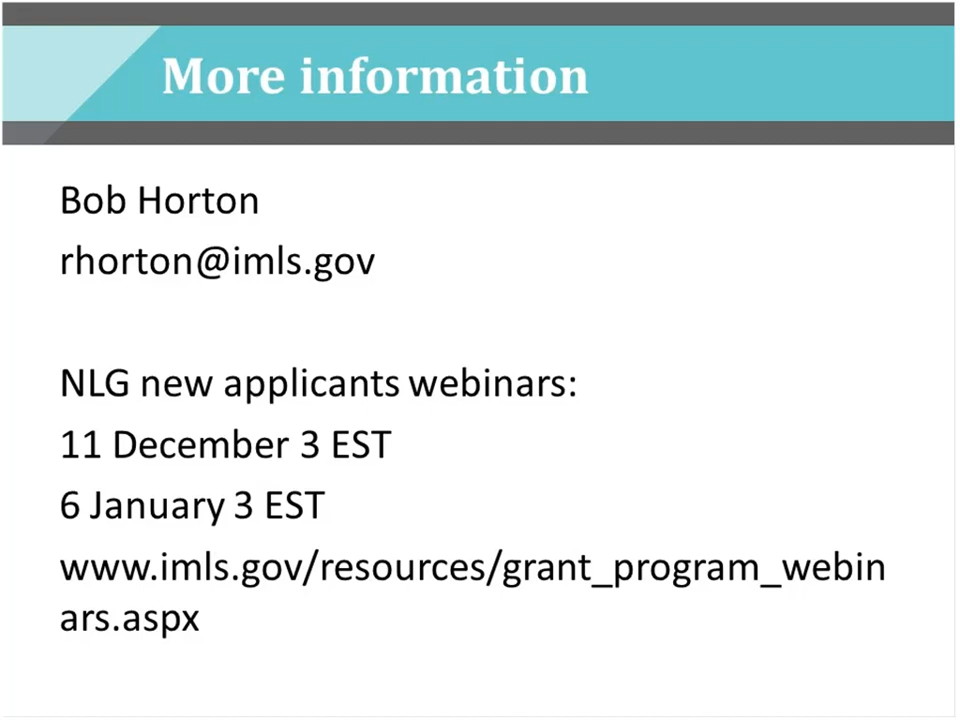 More information
Bob Horton
rhorton@imls.gov
NLG new applicants webinars:
11 December 3 EST
6 January 3 EST
www.imls.gov/resources/grant_program_webin
ars.aspx